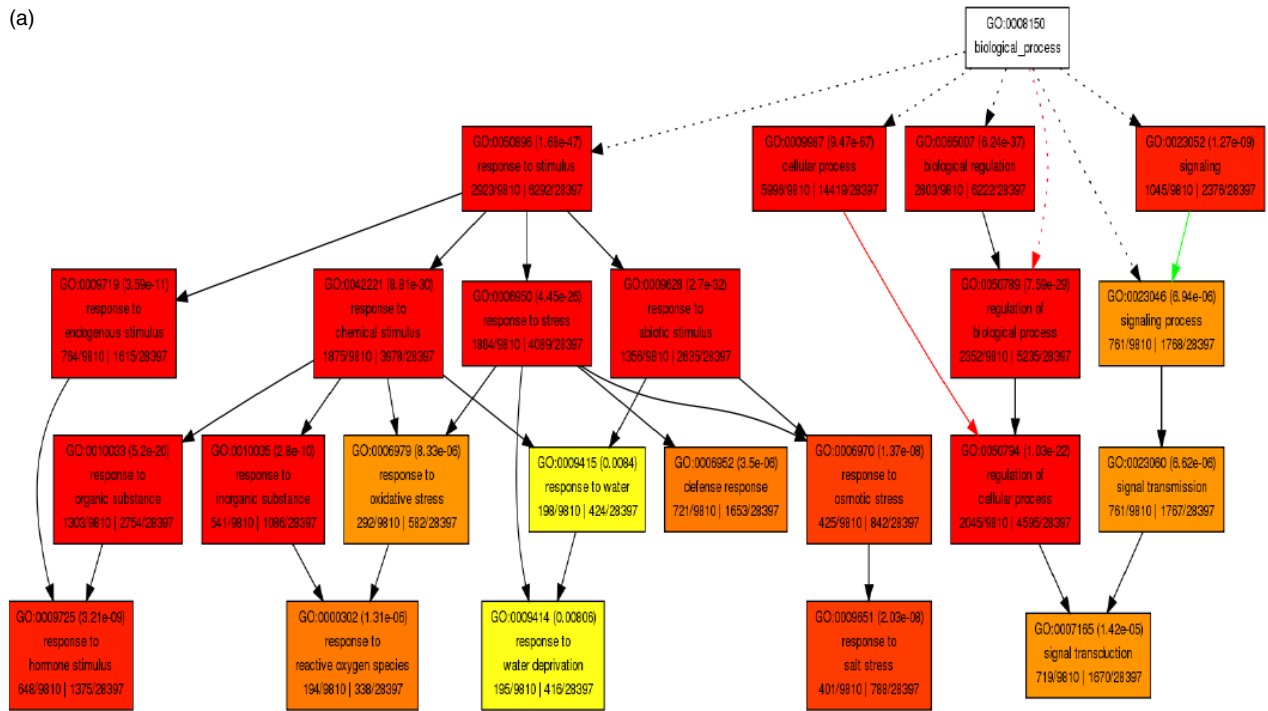 (a)
GO:0008150
biological_process
GO:0050896 (1.68e-47)
response to stimulus
2923/9810 | 6292/28397
GO:0009987 (9.47e-67)
cellular process
5996/9810 | 14419/28397
GO:0065007 (6.24e-37)
biological regulation
2803/9810 | 6222/28397
GO:0023052 (1.27e-09)
signaling
1045/9810 | 2376/28397
GO:0009719 (3.59e-11)
response to
endogenous stimulus
764/9810 | 1615/28397
GO:0042221 (8.81e-30)
response to
chemical stimulus
1875/9810 | 3978/28397
GO:0006950 (4.45e-26)
response to stress
1884/9810 | 4089/28397
GO:0009628 (2.7e-32)
response to
abiotic stimulus
1356/9810 | 2635/28397
GO:0050789 (7.59e-29)
regulation of
biological process
2352/9810 | 5235/28397
GO:0023046 (6.94e-06)
signaling process
761/9810 | 1768/28397
GO:0010033 (5.2e-20)
response to
organic substance
1303/9810 | 2754/28397
GO:0010035 (2.8e-10)
response to
inorganic substance
541/9810 | 1086/28397
GO:0006979 (8.33e-06)
response to
oxidative stress
292/9810 | 582/28397
GO:0009415 (0.0084)
response to water
198/9810 | 424/28397
GO:0006952 (3.5e-06)
defense response
721/9810 | 1653/28397
GO:0006970 (1.37e-08)
response to
osmotic stress
425/9810 | 842/28397
GO:0050794 (1.03e-22)
regulation of
cellular process
2045/9810 | 4595/28397
GO:0023060 (6.62e-06)
signal transmission
761/9810 | 1767/28397
GO:0009725 (3.21e-09)
response to
hormone stimulus
648/9810 | 1375/28397
GO:0000302 (1.31e-06)
response to
reactive oxygen species
194/9810 | 338/28397
GO:0009414 (0.00806)
response to
water deprivation
195/9810 | 416/28397
GO:0009651 (2.03e-08)
response to
salt stress
401/9810 | 788/28397
GO:0007165 (1.42e-05)
signal transduction
719/9810 | 1670/28397